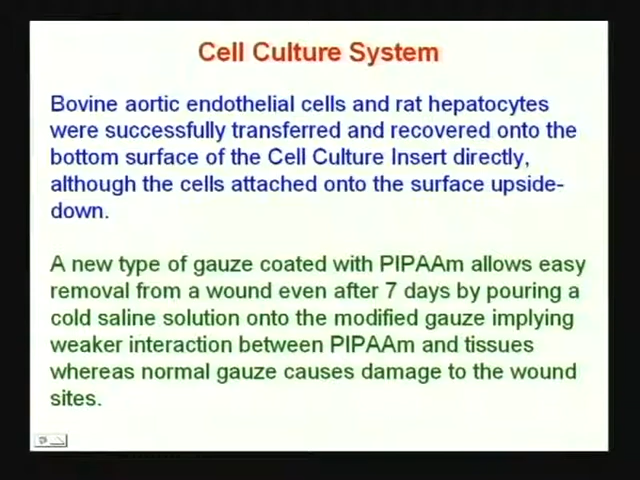 Cell Culture System
Bovine aortic endothelial cells and rat hepatocytes
were successfully transferred and recovered onto the
bottom surface of the Cell Culture Insert directly,
although the cells attached onto the surface upside-
down.
A new type of gauze coated with PIPAAm allows easy
removal from a wound even after 7 days by pouring a
cold saline solution onto the modified gauze implying
weaker interaction between PIPAAm and tissues
whereas normal gauze causes damage to the wound
sites.